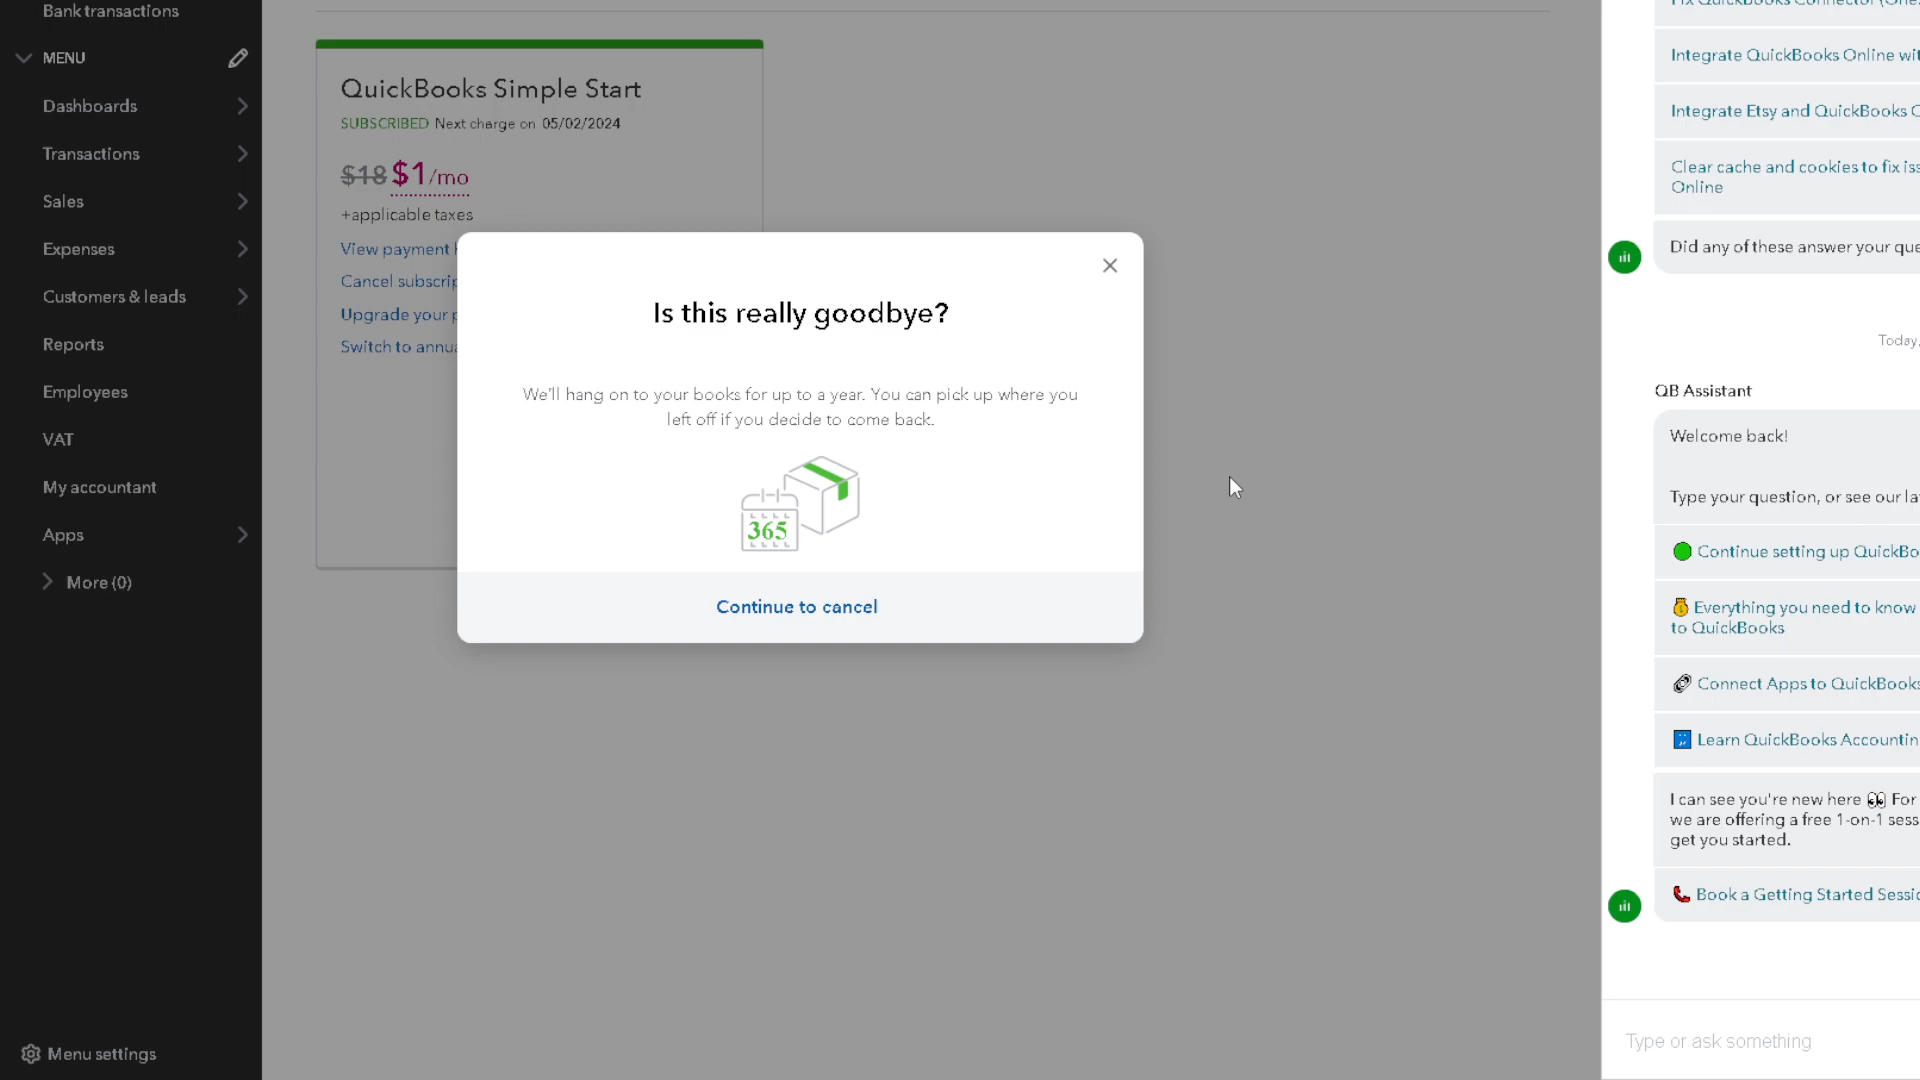 Bank transactions
MENU
Dashboards
Transactions
Sales
Expenses
Customers & leads
Reports
Employees
VAT
My accountant
Apps
More (0)
Menu settings
QuickBooks Simple Start
SUBSCRIBED Next charge on 05/02/2024
$18 $1/mo
+applicable taxes
View payment
Cancel subscrip
Upgrade your
Switch to annua
Is this really goodbye?
We'll hang on to your books for up to a year. You can pick up where you
left off if you decide to come back.
365
Continue to cancel
Integrate QuickBooks Online wit
Integrate Etsy and QuickBooks
Clear cache and cookies to fix iss
Online
Did any of these answer your que
Today,
QB Assistant
Welcome back!
Type your question, or see our la
Continue setting up QuickBo
Everything you need to know
to QuickBooks
Connect Apps to QuickBooks
Learn QuickBooks Accountin
I can see you're new here 👀 For
we are offering a free 1-on-1 sess
get you started.
Book a Getting Started Sessio
Type or ask something